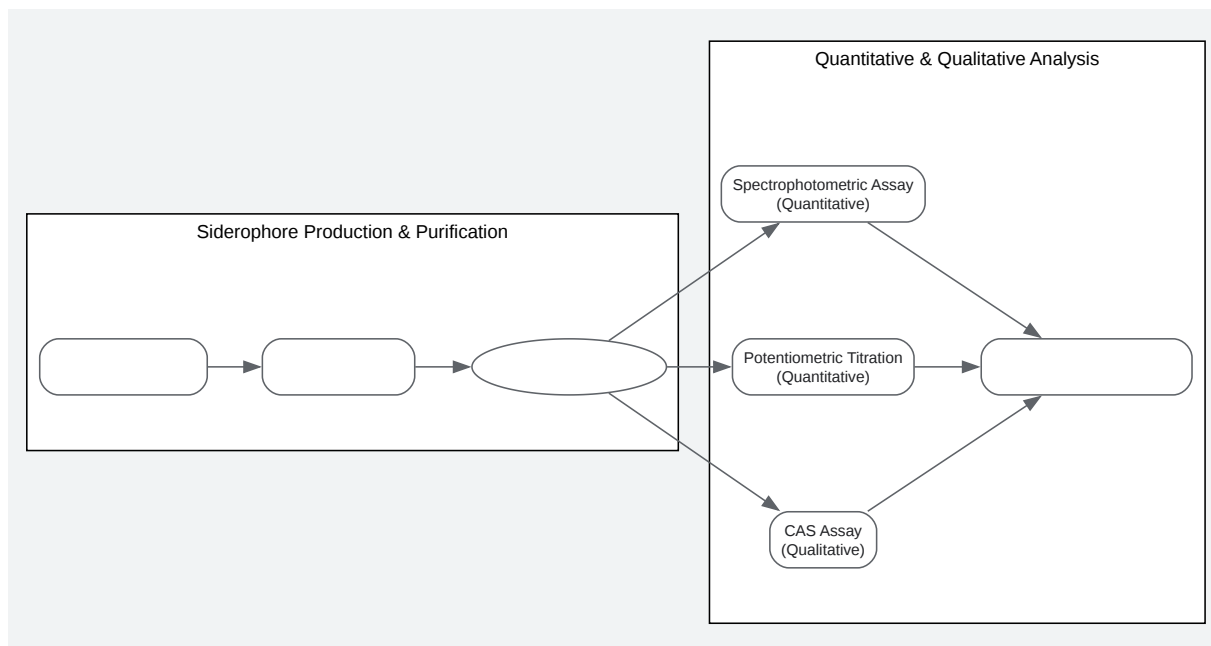 Quantitative & Qualitative Analysis
Spectrophotometric Assay
(Quantitative)
Siderophore Production & Purification
Potentiometric Titration
(Quantitative)
CAS Assay
(Qualitative)